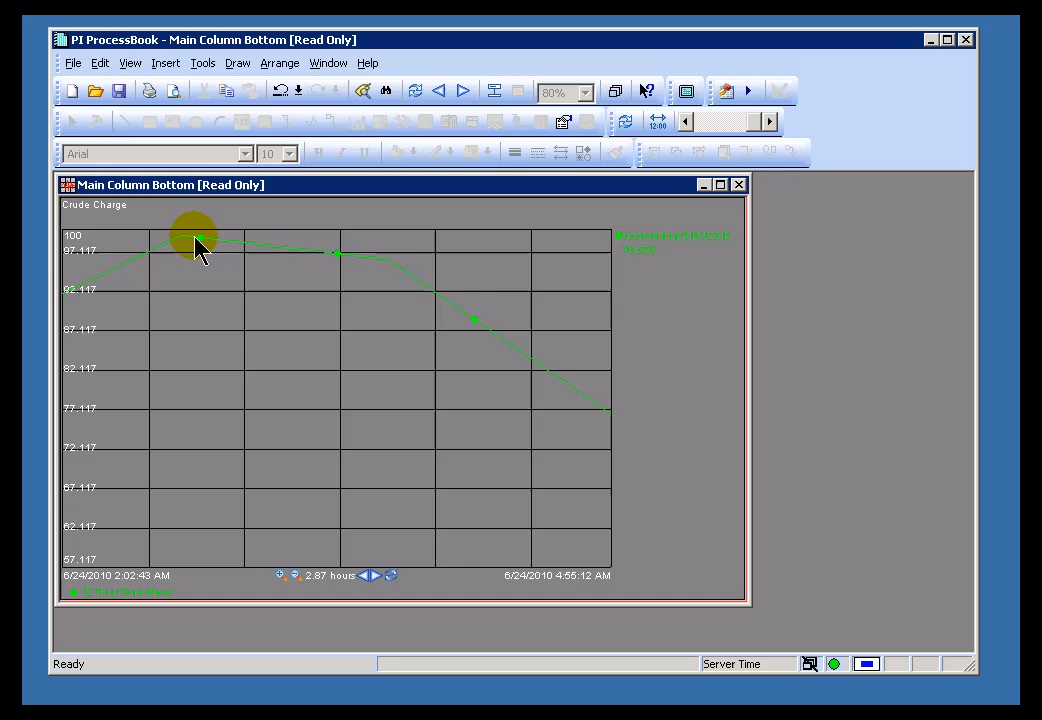 PI ProcessBook - Main Column Bottom [Read Only]
File Edit View Insert Tools Draw Arrange Window Help
80%
12:00
Arial 10 B I U
Main Column Bottom [Read Only]
Crude Charge
100
97.117
92.117
87.117
82.117
77.117
72.117
67.117
62.117
57.117
6/24/2010 2:02:43 AM 2.87 hours 6/24/2010 4:55:12 AM
Ready Server Time